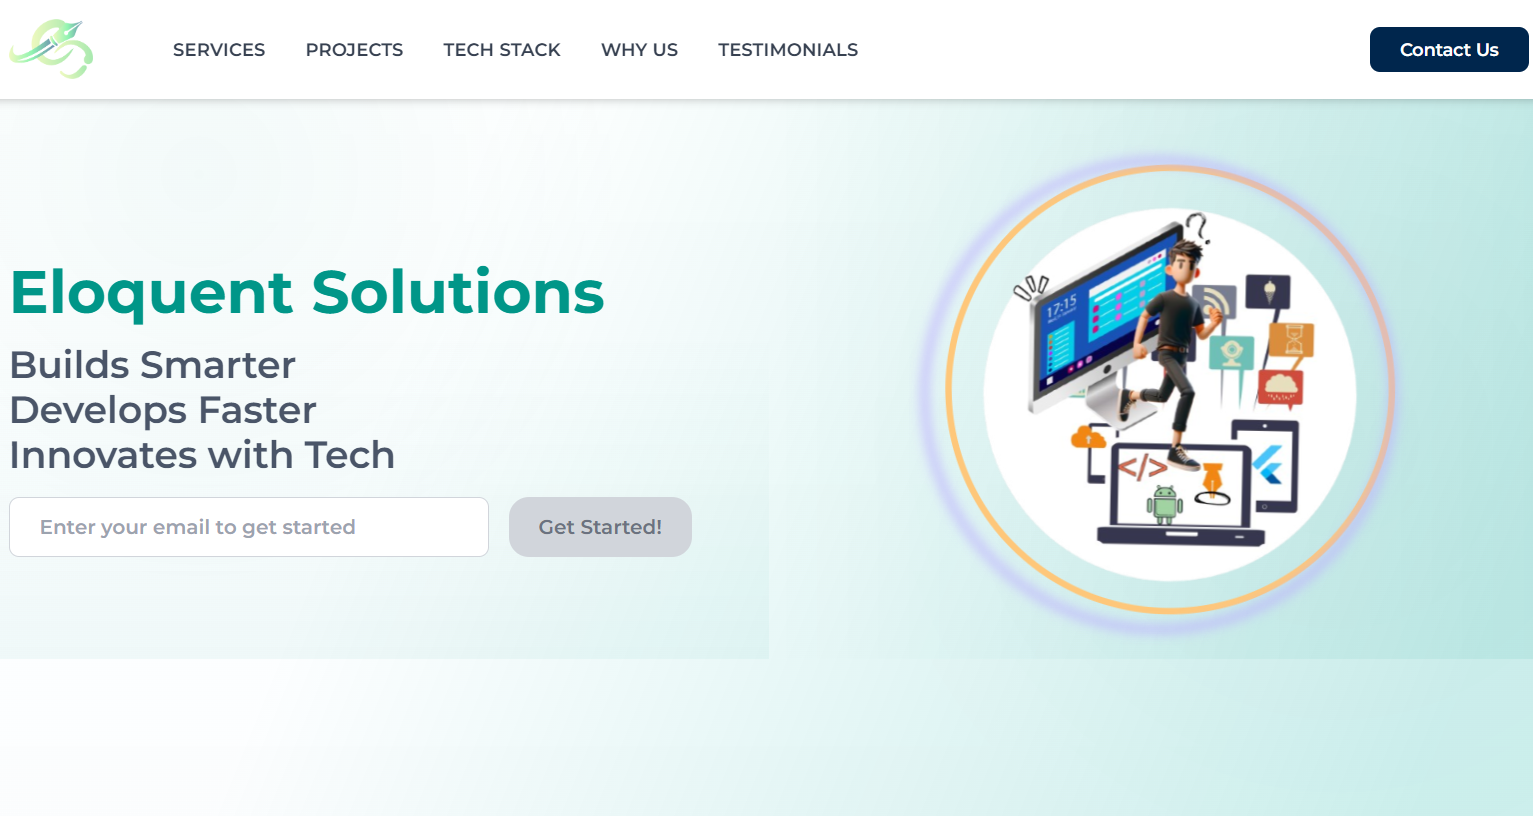 SERVICES PROJECTS TECH STACK WHY US TESTIMONIALS Contact Us
Eloquent Solutions
Builds Smarter
Develops Faster
Innovates with Tech
Enter your email to get started Get Started!
17:15
</>